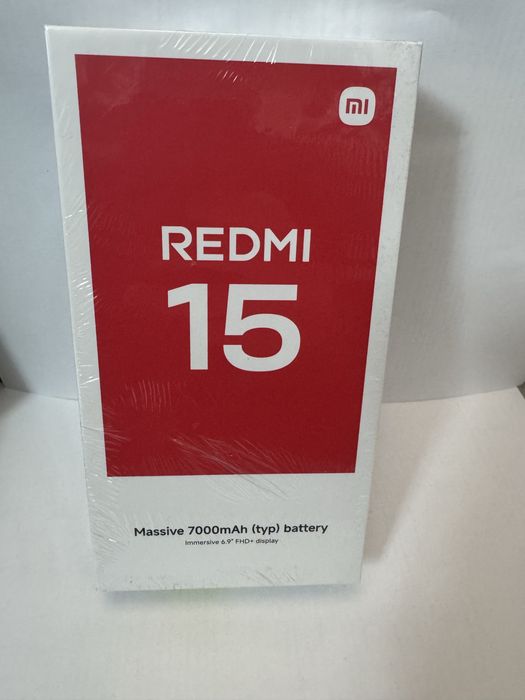 mi
REDMI
15
Massive 7000mAh (typ) battery
Immersive 6.9" FHD+ display